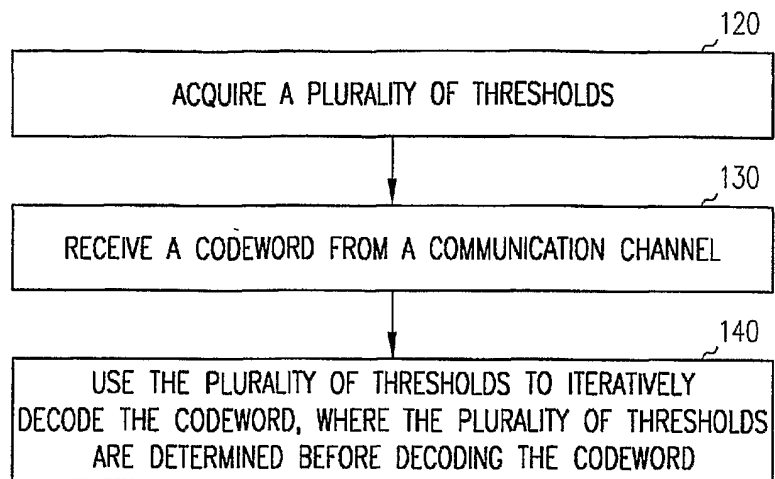 120
ACQUIRE A PLURALITY OF THRESHOLDS
130
RECEIVE A CODEWORD FROM A COMMUNICATION CHANNEL
140
USE THE PLURALITY OF THRESHOLDS TO ITERATIVELY
DECODE THE CODEWORD, WHERE THE PLURALITY OF THRESHOLDS
ARE DETERMINED BEFORE DECODING THE CODEWORD